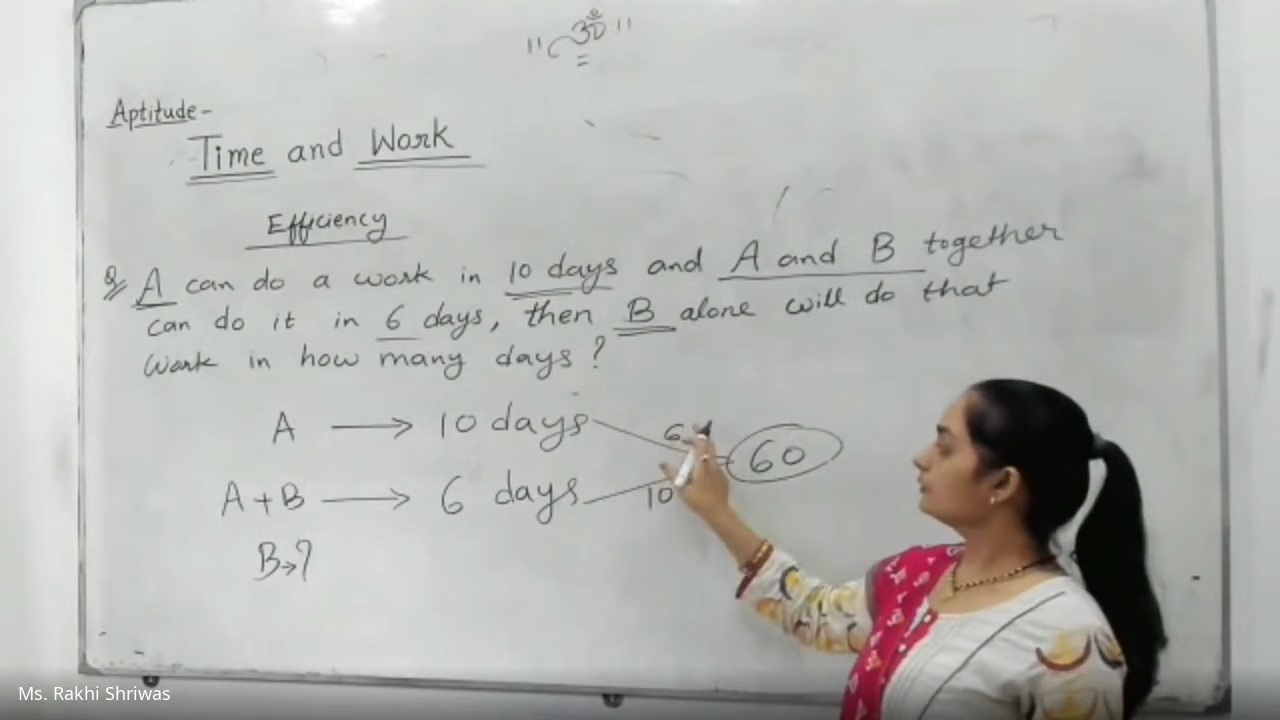 " ॐ "
Aptitude-
Time and Work
Efficiency
Q/ A can do a work in 10 days and A and B together
can do it in 6 days, then B alone will do that
work in how many days ?
A → 10 days
6
60
A + B → 6 days
10
B→?
Ms. Rakhi Shriwas